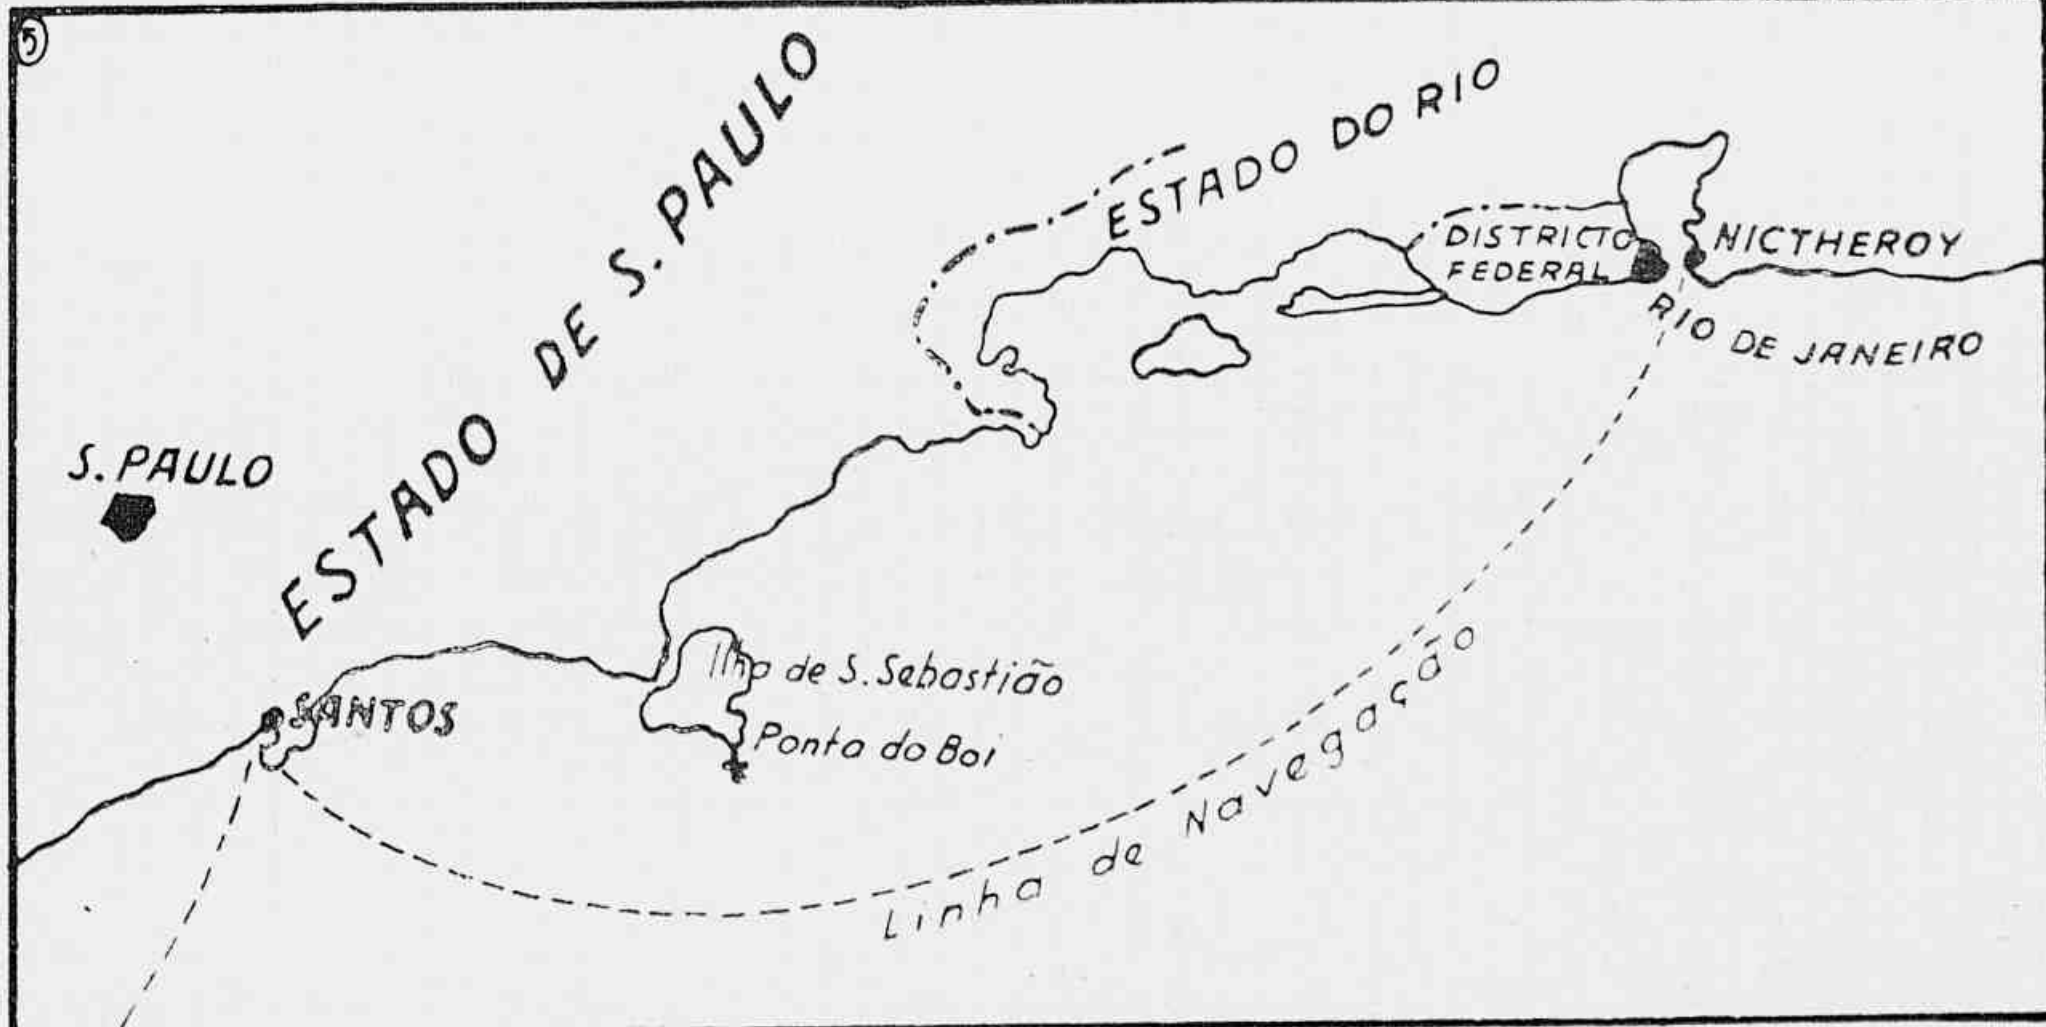 5
ESTADO DE S. PAULO
ESTADO DO RIO
DISTRICTO
FEDERAL
NICTHEROY
RIO DE JANEIRO
S. PAULO
SANTOS
Ilha de S. Sebastião
Ponta do Boi
Linha de Navegação